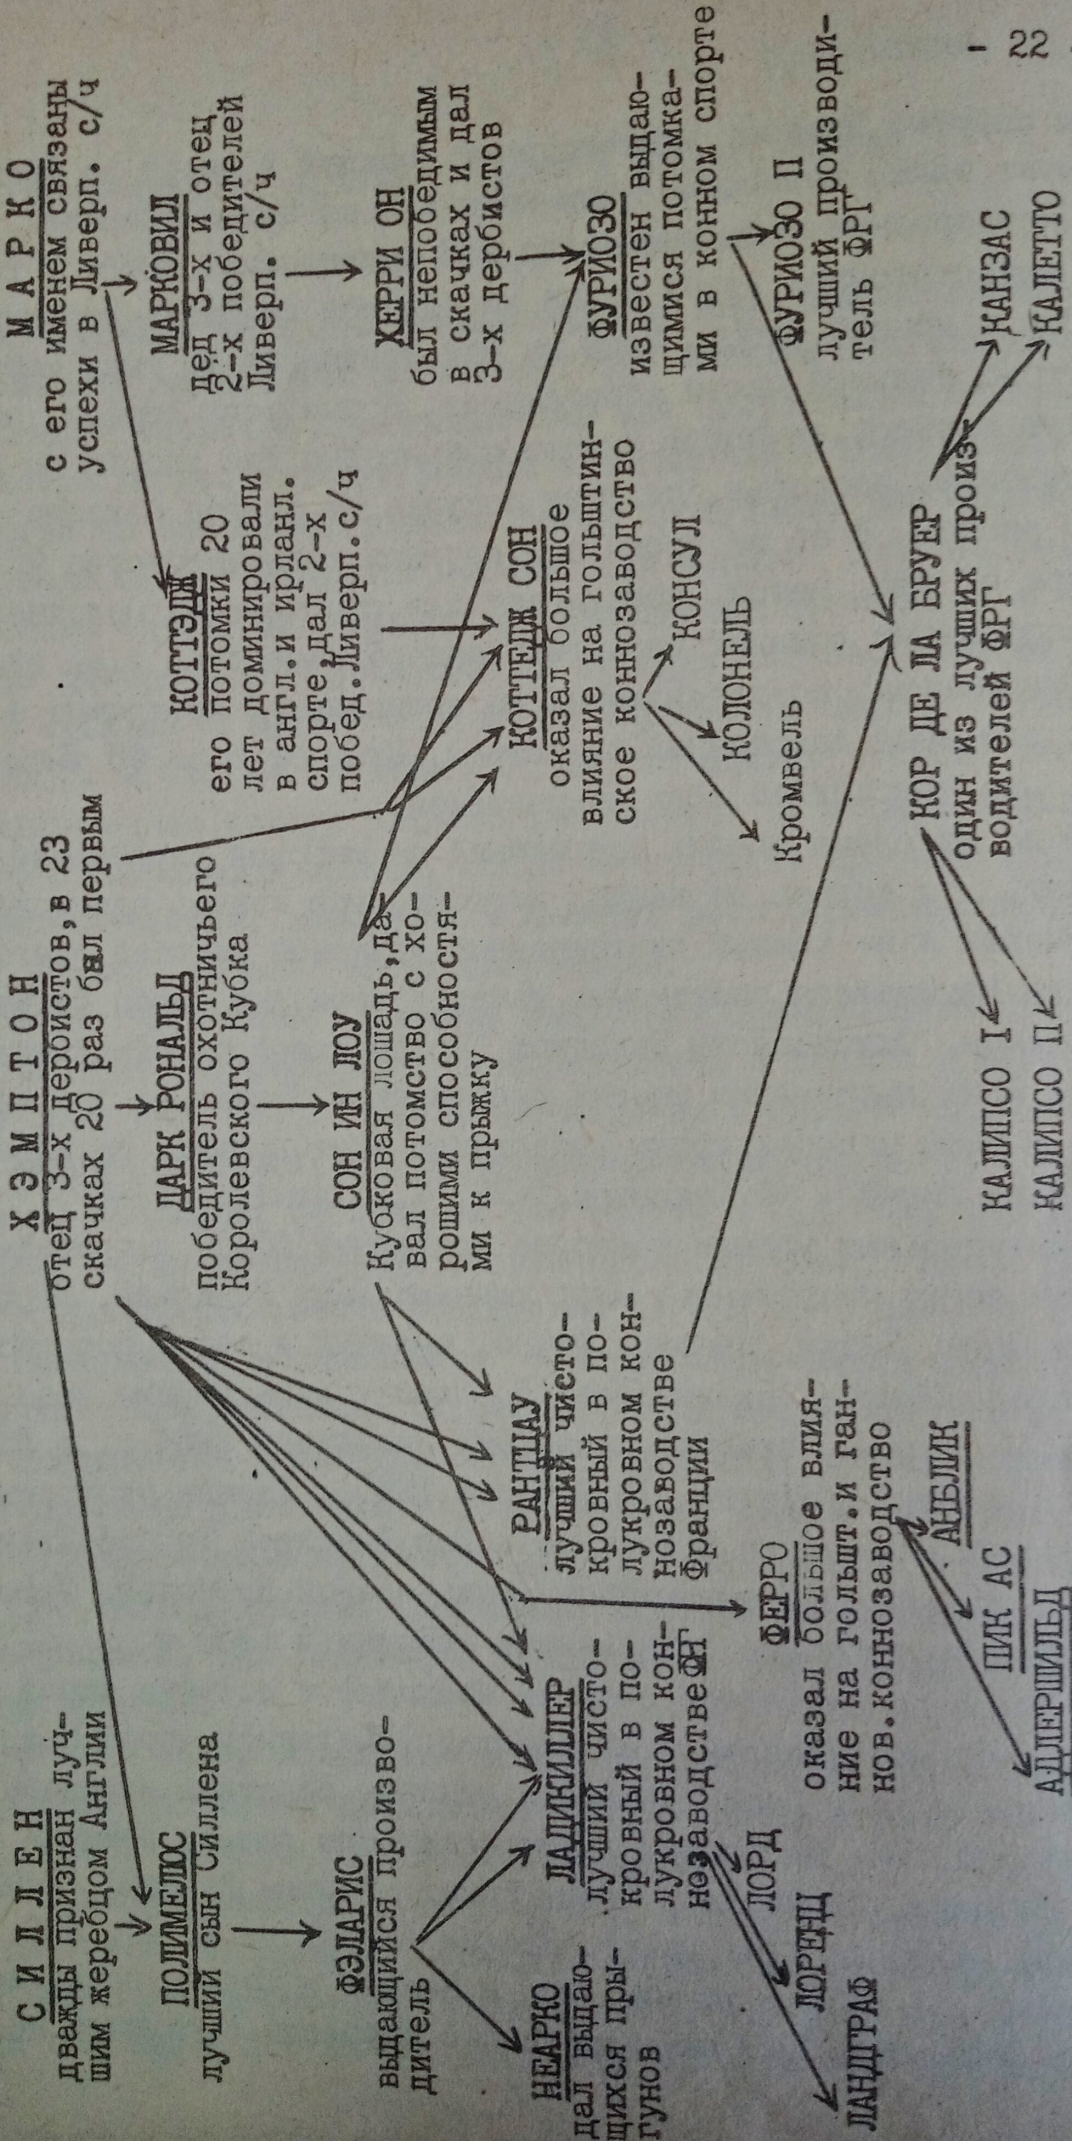 С И Л Л Е Н
дважды признан луч-
шим жеребцом Англии
Х Э М П Т О Н
отец 3-х дербистов, в 23
скачках 20 раз был первым
М А Р К О
с его именем связаны
успехи в Ливерп. с/ч
ПОЛИМЕЛЮС
лучший сын Силлена
ДАРК РОНАЛЬД
победитель охотничьего
Королевского Кубка
КОТТЭДЖ
его потомки 20
лет доминировали
в англ.и ирланл.
спорте,дал 2-х
побед.Ливерп.с/ч
МАРКОВИЛ
дед 3-х и отец
2-х победителей
Ливерп. с/ч
ФЭЛАРИС
выдающийся произво-
дитель
СОН ИН ЛОУ
Кубковая лошадь,да-
вал потомство с хо-
рошими способностя-
ми к прыжку
ХЕРРИ ОН
был непобедимым
в скачках и дал
3-х дербистов
НЕАРКО
дал выдаю-
щихся пры-
гунов
ЛАДИКИЛЛЕР
лучший чисто-
кровный в по-
лукровном кон-
нозаводстве ФРГ
РАНТЦАУ
лучший чисто-
кровный в по-
лукровном кон-
нозаводстве
Франции
КОТТЕДЖ СОН
оказал большое
влияние на гольштин-
ское коннозаводство
ФУРИОЗО
известен выдаю-
щимися потомка-
ми в конном спорте
ЛАНДГРАФ
ЛОРЕНЦ
ЛОРД
ФЕРРО
оказал большое влия-
ние на гольшт.и ган-
нов.коннозаводство
Кромвель
КОЛОНЕЛЬ
КОНСУЛ
ФУРИОЗО П
лучший производи-
тель ФРГ
АДЛЕРШИЛЬД
ПИК АС
АНБЛИК
КОР ДЕ ЛА БРУЕР
один из лучших произ-
водителей ФРГ
КАЛИПСО I
КАЛИПСО П
КАНЗАС
КАЛЕТТО
- 22